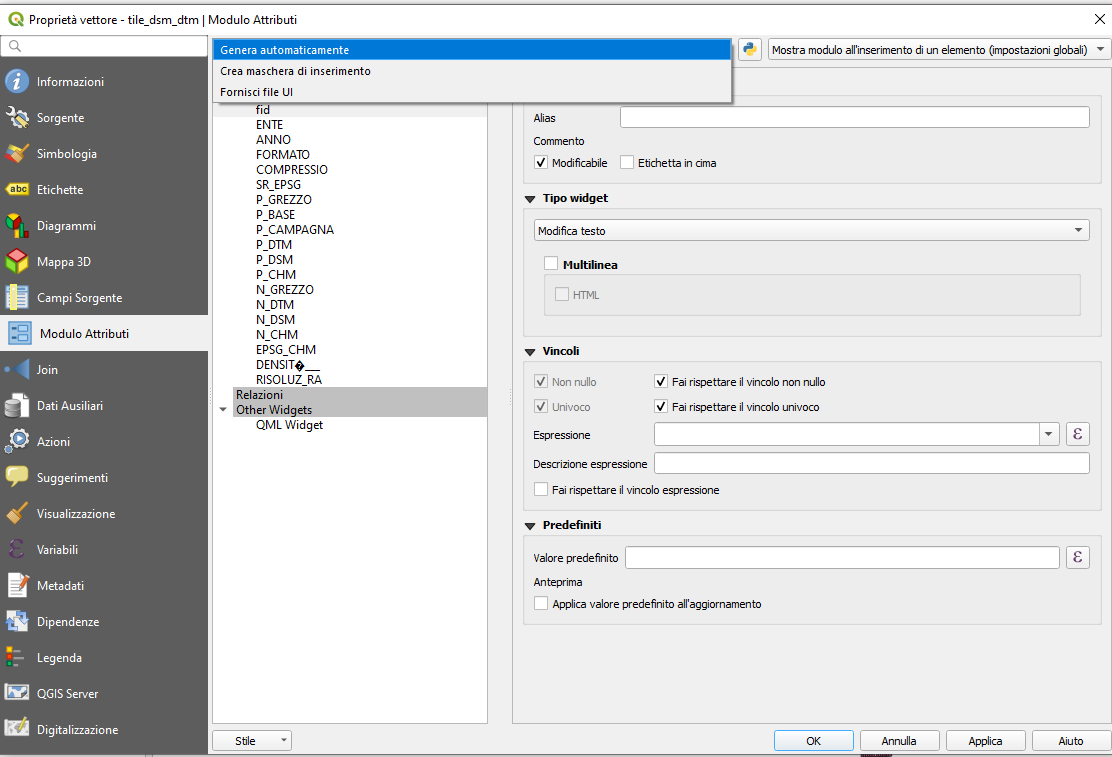 Proprietà vettore - tile_dsm_dtm | Modulo Attributi
Genera automaticamente
Crea maschera di inserimento
Fornisci file UI
Mostra modulo all'inserimento di un elemento (impostazioni globali)
Informazioni
Sorgente
Simbologia
abc Etichette
Diagrammi
Mappa 3D
Campi Sorgente
Modulo Attributi
Join
Dati Ausiliari
Azioni
Suggerimenti
Visualizzazione
Variabili
Metadati
Dipendenze
Legenda
QGIS Server
Digitalizzazione
fid
ENTE
ANNO
FORMATO
COMPRESSIO
SR_EPSG
P_GREZZO
P_BASE
P_CAMPAGNA
P_DTM
P_DSM
P_CHM
N_GREZZO
N_DTM
N_DSM
N_CHM
EPSG_CHM
DENSIT�___
RISOLUZ_RA
Relazioni
Other Widgets
QML Widget
Alias
Commento
Modificabile Etichetta in cima
Tipo widget
Modifica testo
Multilinea
HTML
Vincoli
Non nullo Fai rispettare il vincolo non nullo
Univoco Fai rispettare il vincolo univoco
Espressione ε
Descrizione espressione
Fai rispettare il vincolo espressione
Predefiniti
Valore predefinito ε
Anteprima
Applica valore predefinito all'aggiornamento
Stile OK Annulla Applica Aiuto